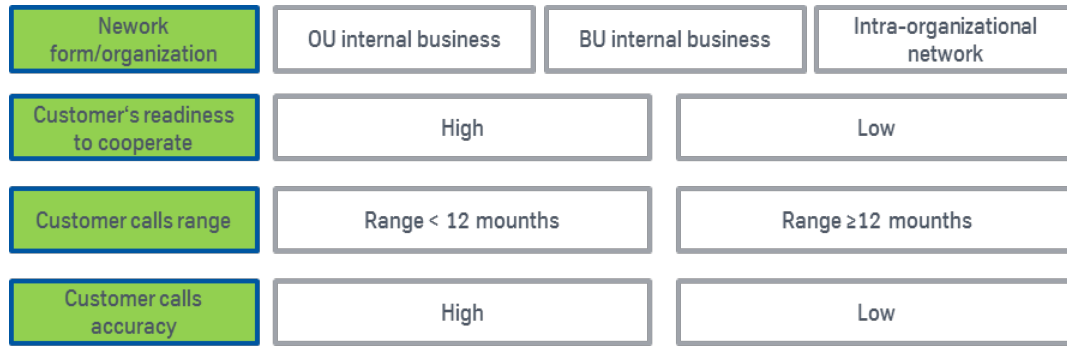 Nework
form/organization
OU internal business
BU internal business
Intra-organizational
network
Customer‘s readiness
to cooperate
High
Low
Customer calls range
Range < 12 mounths
Range ≥12 mounths
Customer calls
accuracy
High
Low